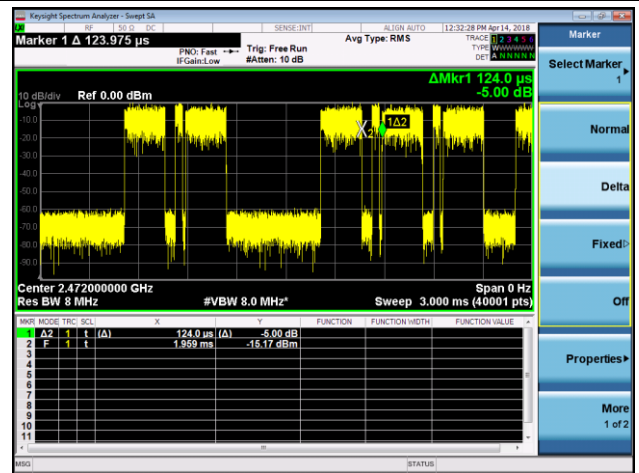 Keysight Spectrum Analyzer - Swept SA
RF 50 Ω DC SENSE:INT ALIGN AUTO 12:32:28 PM Apr 14, 2018
Marker 1 Δ 123.975 µs
PNO: Fast
IFGain:Low
Trig: Free Run
#Atten: 10 dB
Avg Type: RMS
TRACE 1 2 3 4 5 6
TYPE WWWWWW
DET A N N N N N
ΔMkr1 124.0 µs
-5.00 dB
10 dB/div Ref 0.00 dBm
Log
-10.0
-20.0
-30.0
-40.0
-50.0
-60.0
-70.0
-80.0
-90.0
X2
1Δ2
Center 2.472000000 GHz Span 0 Hz
Res BW 8 MHz #VBW 8.0 MHz* Sweep 3.000 ms (40001 pts)
MKR MODE TRC SCL X Y FUNCTION FUNCTION WIDTH FUNCTION VALUE
1 Δ2 1 t (Δ) 124.0 µs (Δ) -5.00 dB
2 F 1 t 1.959 ms -15.17 dBm
3
4
5
6
7
8
9
10
11
MSG STATUS
Marker
Select Marker
1
Normal
Delta
Fixed
Off
Properties
More
1 of 2